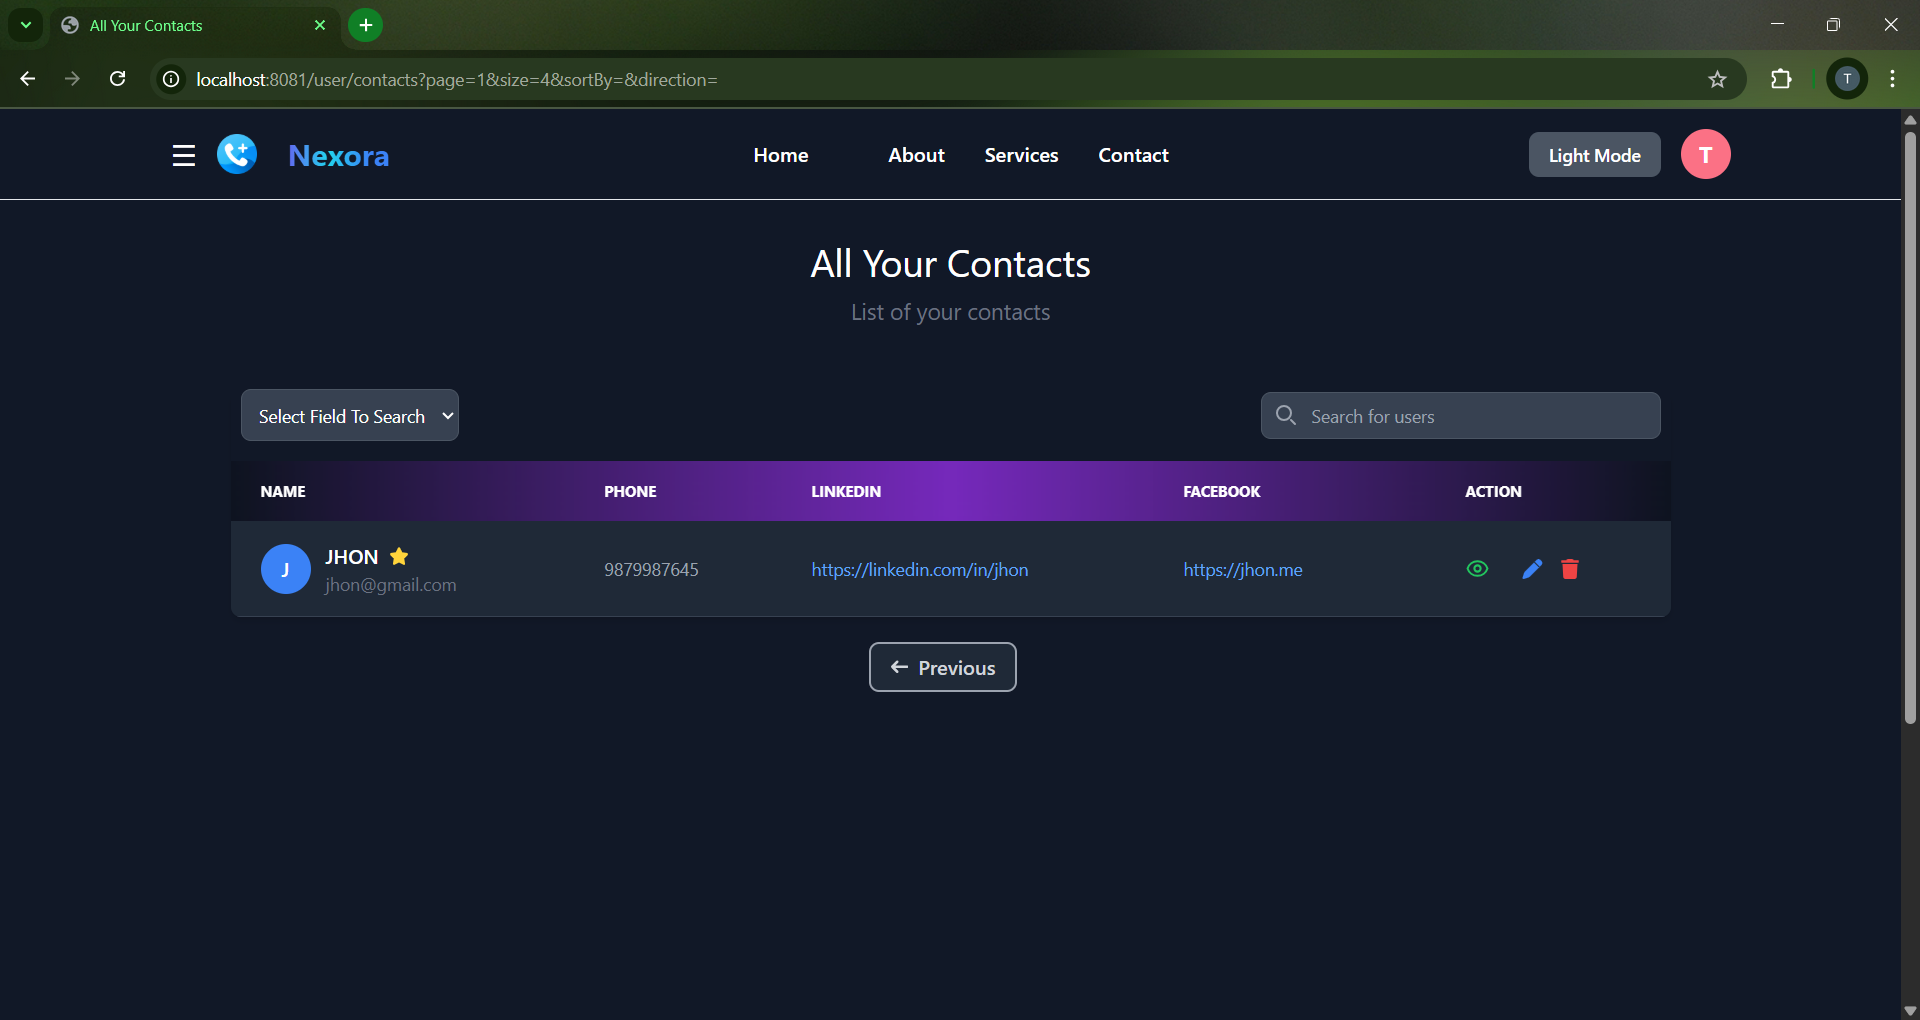 All Your Contacts
localhost:8081/user/contacts?page=1&size=4&sortBy=&direction=
T
Nexora
Home About Services Contact
Light Mode
T
All Your Contacts
List of your contacts
Select Field To Search
Search for users
NAME PHONE LINKEDIN FACEBOOK ACTION
J
JHON
jhon@gmail.com
9879987645
https://linkedin.com/in/jhon
https://jhon.me
Previous